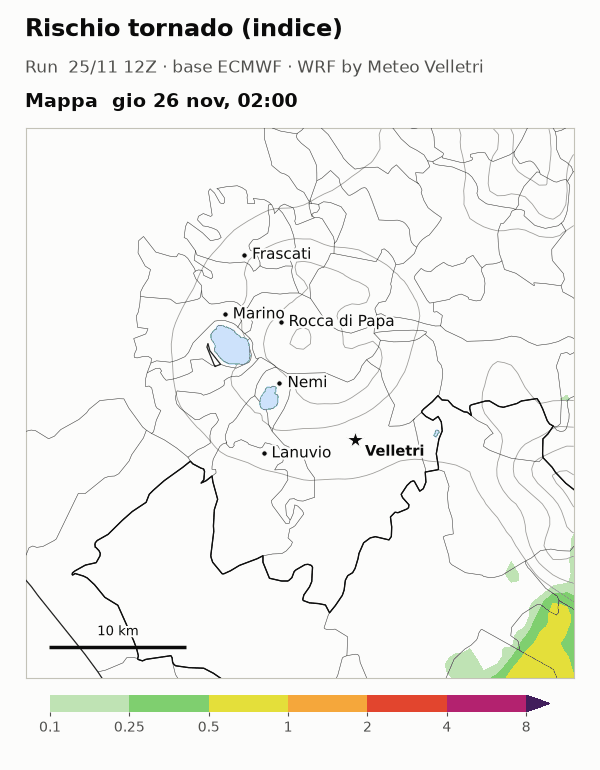 Rischio tornado (indice)
Run  25/11 12Z · base ECMWF · WRF by Meteo Velletri
Mappa  gio 26 nov, 02:00
Frascati
Marino
Rocca di Papa
Nemi
Velletri
Lanuvio
10 km
0.1 0.25 0.5 1 2 4 8